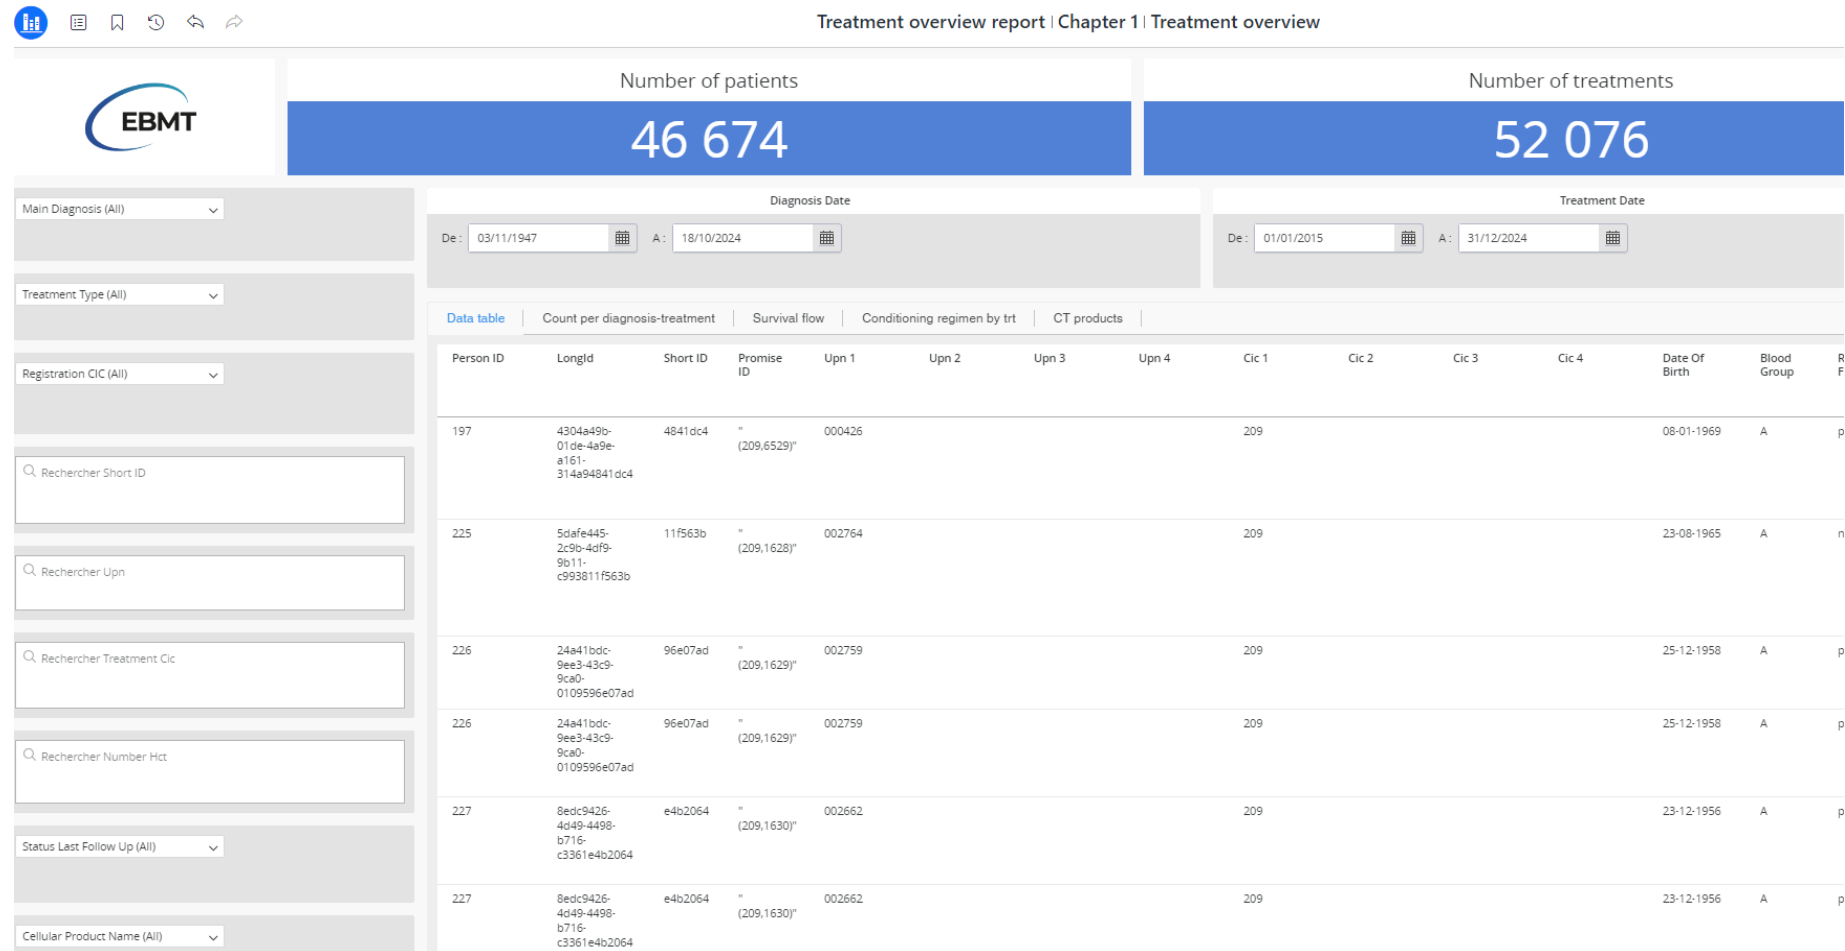 Treatment overview report | Chapter 1 | Treatment overview
EBMT
Number of patients
46 674
Number of treatments
52 076
Main Diagnosis (All)
Treatment Type (All)
Registration CIC (All)
Rechercher Short ID
Rechercher Upn
Rechercher Treatment Cic
Rechercher Number Hct
Status Last Follow Up (All)
Cellular Product Name (All)
Diagnosis Date
De : 03/11/1947 A : 18/10/2024
Treatment Date
De : 01/01/2015 A : 31/12/2024
Data table | Count per diagnosis-treatment | Survival flow | Conditioning regimen by trt | CT products |
Person ID LongId Short ID Promise Upn 1 Upn 2 Upn 3 Upn 4 Cic 1 Cic 2 Cic 3 Cic 4 Date Of Blood R
ID Birth Group F
197 4304a49b- 4841dc4 " 000426 209 08-01-1969 A p
01de-4a9e- (209,6529)"
a161-
314a94841dc4
225 5dafe445- 11f563b " 002764 209 23-08-1965 A n
2c9b-4df9- (209,1628)"
9b11-
c993811f563b
226 24a41bdc- 96e07ad " 002759 209 25-12-1958 A p
9ee3-43c9- (209,1629)"
9ca0-
0109596e07ad
226 24a41bdc- 96e07ad " 002759 209 25-12-1958 A p
9ee3-43c9- (209,1629)"
9ca0-
0109596e07ad
227 8edc9426- e4b2064 " 002662 209 23-12-1956 A p
4d49-4498- (209,1630)"
b716-
c3361e4b2064
227 8edc9426- e4b2064 " 002662 209 23-12-1956 A p
4d49-4498- (209,1630)"
b716-
c3361e4b2064